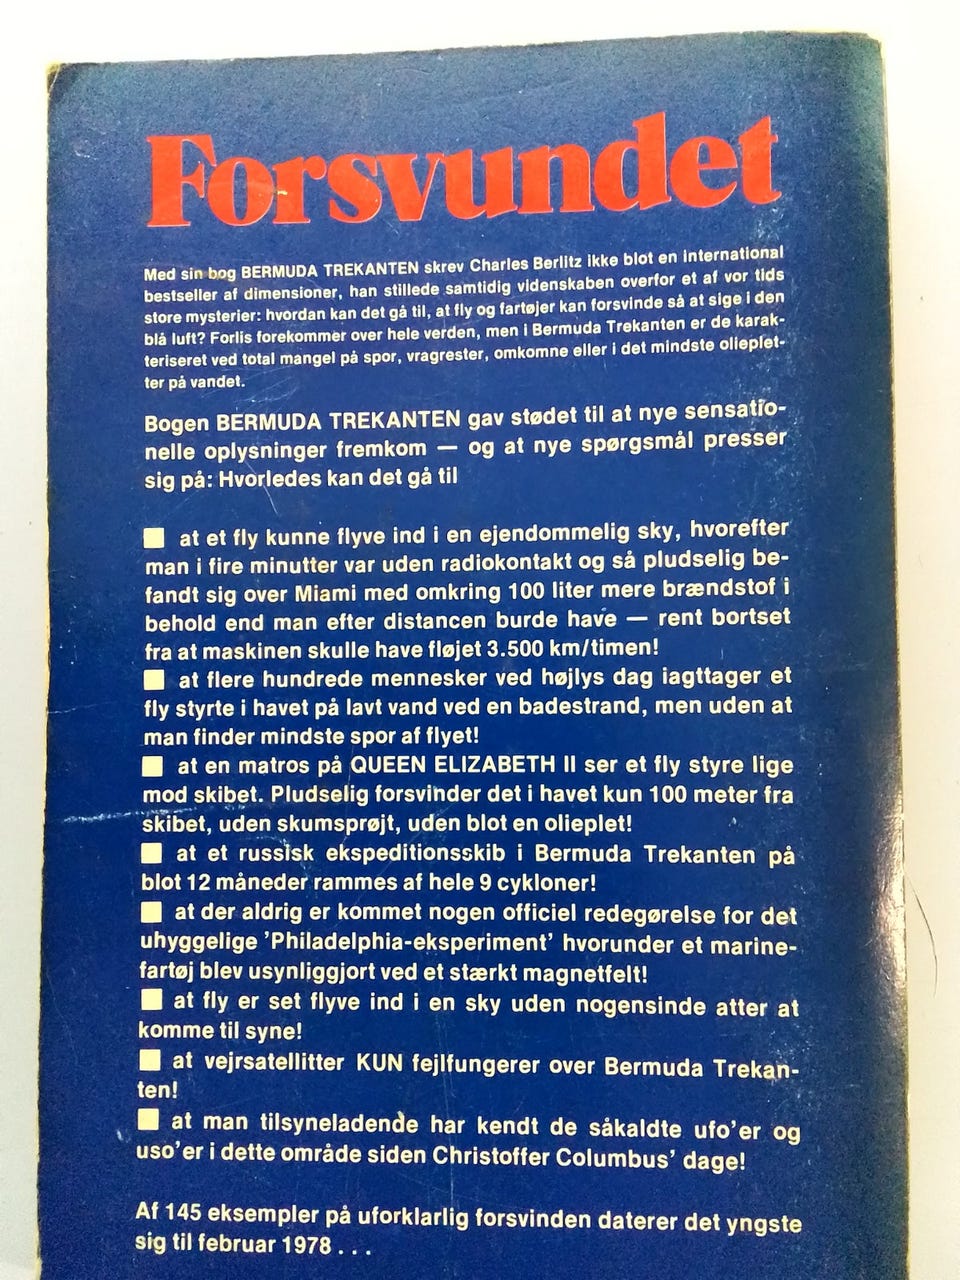 Forsvundet
Med sin bog BERMUDA TREKANTEN skrev Charles Berlitz ikke blot en international
bestseller af dimensioner, han stillede samtidig videnskaben overfor et af vor tids
store mysterier: hvordan kan det gå til, at fly og fartøjer kan forsvinde så at sige i den
blå luft? Forlis forekommer over hele verden, men i Bermuda Trekanten er de karak-
teriseret ved total mangel på spor, vragrester, omkomne eller i det mindste olieplet-
ter på vandet.
Bogen BERMUDA TREKANTEN gav stødet til at nye sensatio-
nelle oplysninger fremkom — og at nye spørgsmål presser
sig på: Hvorledes kan det gå til
■ at et fly kunne flyve ind i en ejendommelig sky, hvorefter
man i fire minutter var uden radiokontakt og så pludselig be-
fandt sig over Miami med omkring 100 liter mere brændstof i
behold end man efter distancen burde have — rent bortset
fra at maskinen skulle have fløjet 3.500 km/timen!
■ at flere hundrede mennesker ved højlys dag iagttager et
fly styrte i havet på lavt vand ved en badestrand, men uden at
man finder mindste spor af flyet!
■ at en matros på QUEEN ELIZABETH II ser et fly styre lige
mod skibet. Pludselig forsvinder det i havet kun 100 meter fra
skibet, uden skumsprøjt, uden blot en olieplet!
■ at et russisk ekspeditionsskib i Bermuda Trekanten på
blot 12 måneder rammes af hele 9 cykloner!
■ at der aldrig er kommet nogen officiel redegørelse for det
uhyggelige 'Philadelphia-eksperiment' hvorunder et marine-
fartøj blev usynliggjort ved et stærkt magnetfelt!
■ at fly er set flyve ind i en sky uden nogensinde atter at
komme til syne!
■ at vejrsatellitter KUN fejlfungerer over Bermuda Trekan-
ten!
■ at man tilsyneladende har kendt de såkaldte ufo'er og
uso'er i dette område siden Christoffer Columbus' dage!
Af 145 eksempler på uforklarlig forsvinden daterer det yngste
sig til februar 1978 . . .